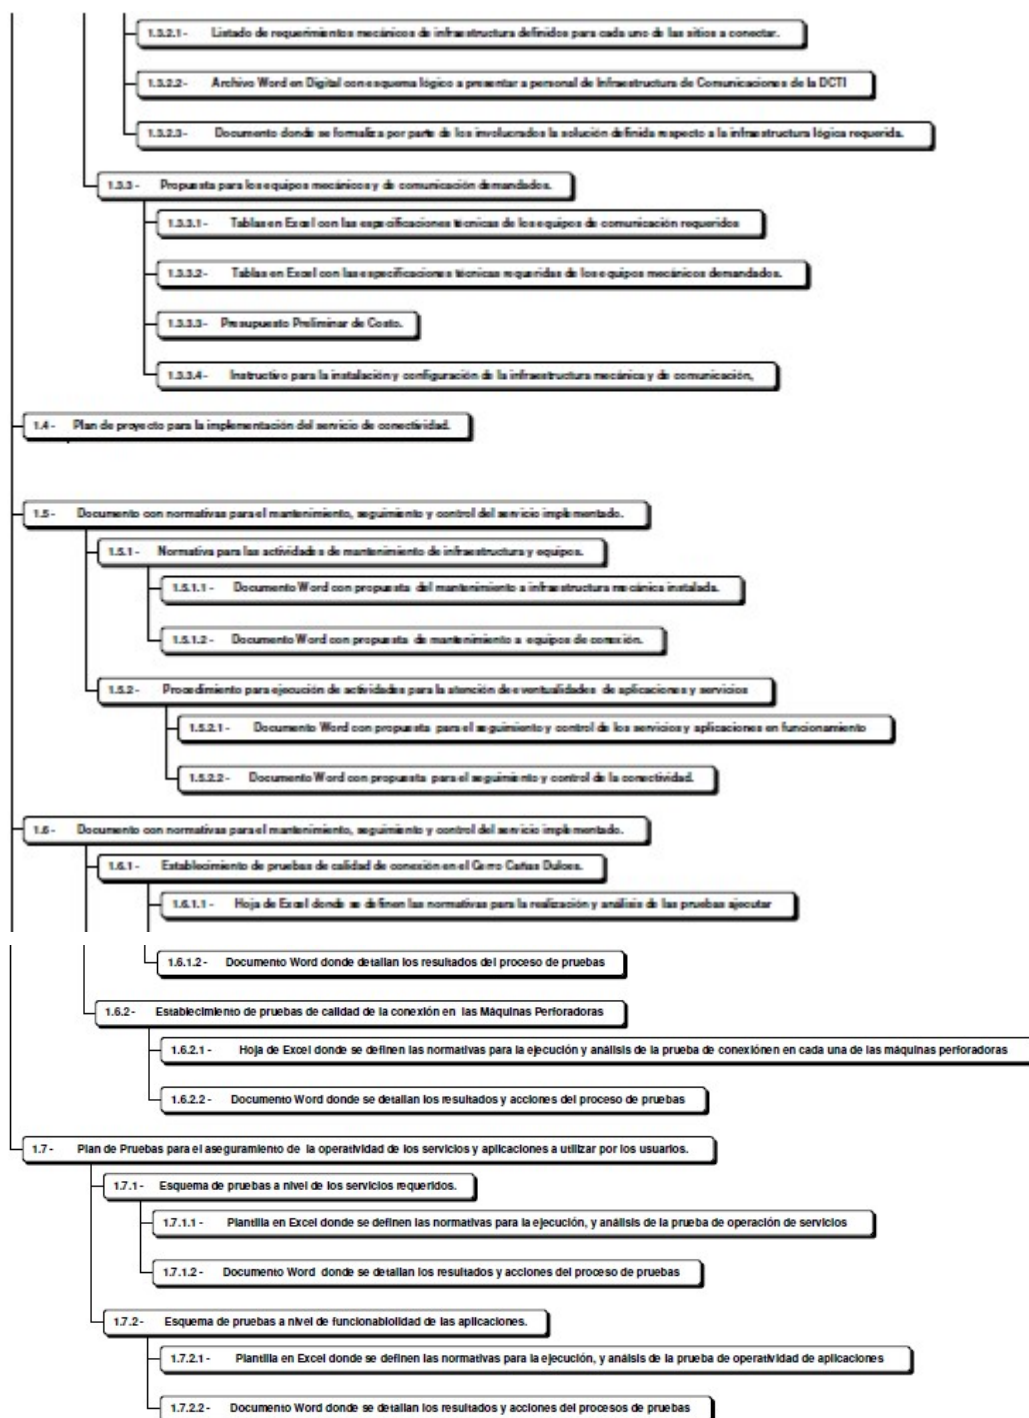 1.3.2.1- Listado de requerimientos mecánicos de infraestructura definidos para cada uno de las sitios a conectar.
1.3.2.2- Archivo Word en Digital con esquema lógico a presentar a personal de Infraestructura de Comunicaciones de la DCTI
1.3.2.3- Documento donde se formaliza por parte de los involucrados la solución definida respecto a la infraestructura lógica requerida.
1.3.3- Propuesta para los equipos mecánicos y de comunicación demandados.
1.3.3.1- Tablas en Excel con las especificaciones técnicas de los equipos de comunicación requeridos
1.3.3.2- Tablas en Excel con las especificaciones técnicas requeridas de los equipos mecánicos demandados.
1.3.3.3- Presupuesto Preliminar de Costo.
1.3.3.4- Instructivo para la instalación y configuración de la infraestructura mecánica y de comunicación,
1.4- Plan de proyecto para la implementación del servicio de conectividad.
1.5- Documento con normativas para el mantenimiento, seguimiento y control del servicio implementado.
1.5.1- Normativa para las actividades de mantenimiento de infraestructura y equipos.
1.5.1.1- Documento Word con propuesta del mantenimiento a infraestructura mecánica instalada.
1.5.1.2- Documento Word con propuesta de mantenimiento a equipos de conexión.
1.5.2- Procedimiento para ejecución de actividades para la atención de eventualidades de aplicaciones y servicios
1.5.2.1- Documento Word con propuesta para el seguimiento y control de los servicios y aplicaciones en funcionamiento
1.5.2.2- Documento Word con propuesta para el seguimiento y control de la conectividad.
1.6- Documento con normativas para el mantenimiento, seguimiento y control del servicio implementado.
1.6.1- Establecimiento de pruebas de calidad de conexión en el Cerro Cañas Dulces.
1.6.1.1- Hoja de Excel donde se definen las normativas para la realización y análisis de las pruebas ajecutar
1.6.1.2- Documento Word donde detallan los resultados del proceso de pruebas
1.6.2- Establecimiento de pruebas de calidad de la conexión en las Máquinas Perforadoras
1.6.2.1- Hoja de Excel donde se definen las normativas para la ejecución y análisis de la prueba de conexiónen en cada una de las máquinas perforadoras
1.6.2.2- Documento Word donde se detallan los resultados y acciones del proceso de pruebas
1.7- Plan de Pruebas para el aseguramiento de la operatividad de los servicios y aplicaciones a utilizar por los usuarios.
1.7.1- Esquema de pruebas a nivel de los servicios requeridos.
1.7.1.1- Plantilla en Excel donde se definen las normativas para la ejecución, y análisis de la prueba de operación de servicios
1.7.1.2- Documento Word donde se detallan los resultados y acciones del proceso de pruebas
1.7.2- Esquema de pruebas a nivel de funcionablolidad de las aplicaciones.
1.7.2.1- Plantilla en Excel donde se definen las normativas para la ejecución, y análsis de la prueba de operatividad de aplicaciones
1.7.2.2- Documento Word donde se detallan los resultados y acciones del procesos de pruebas